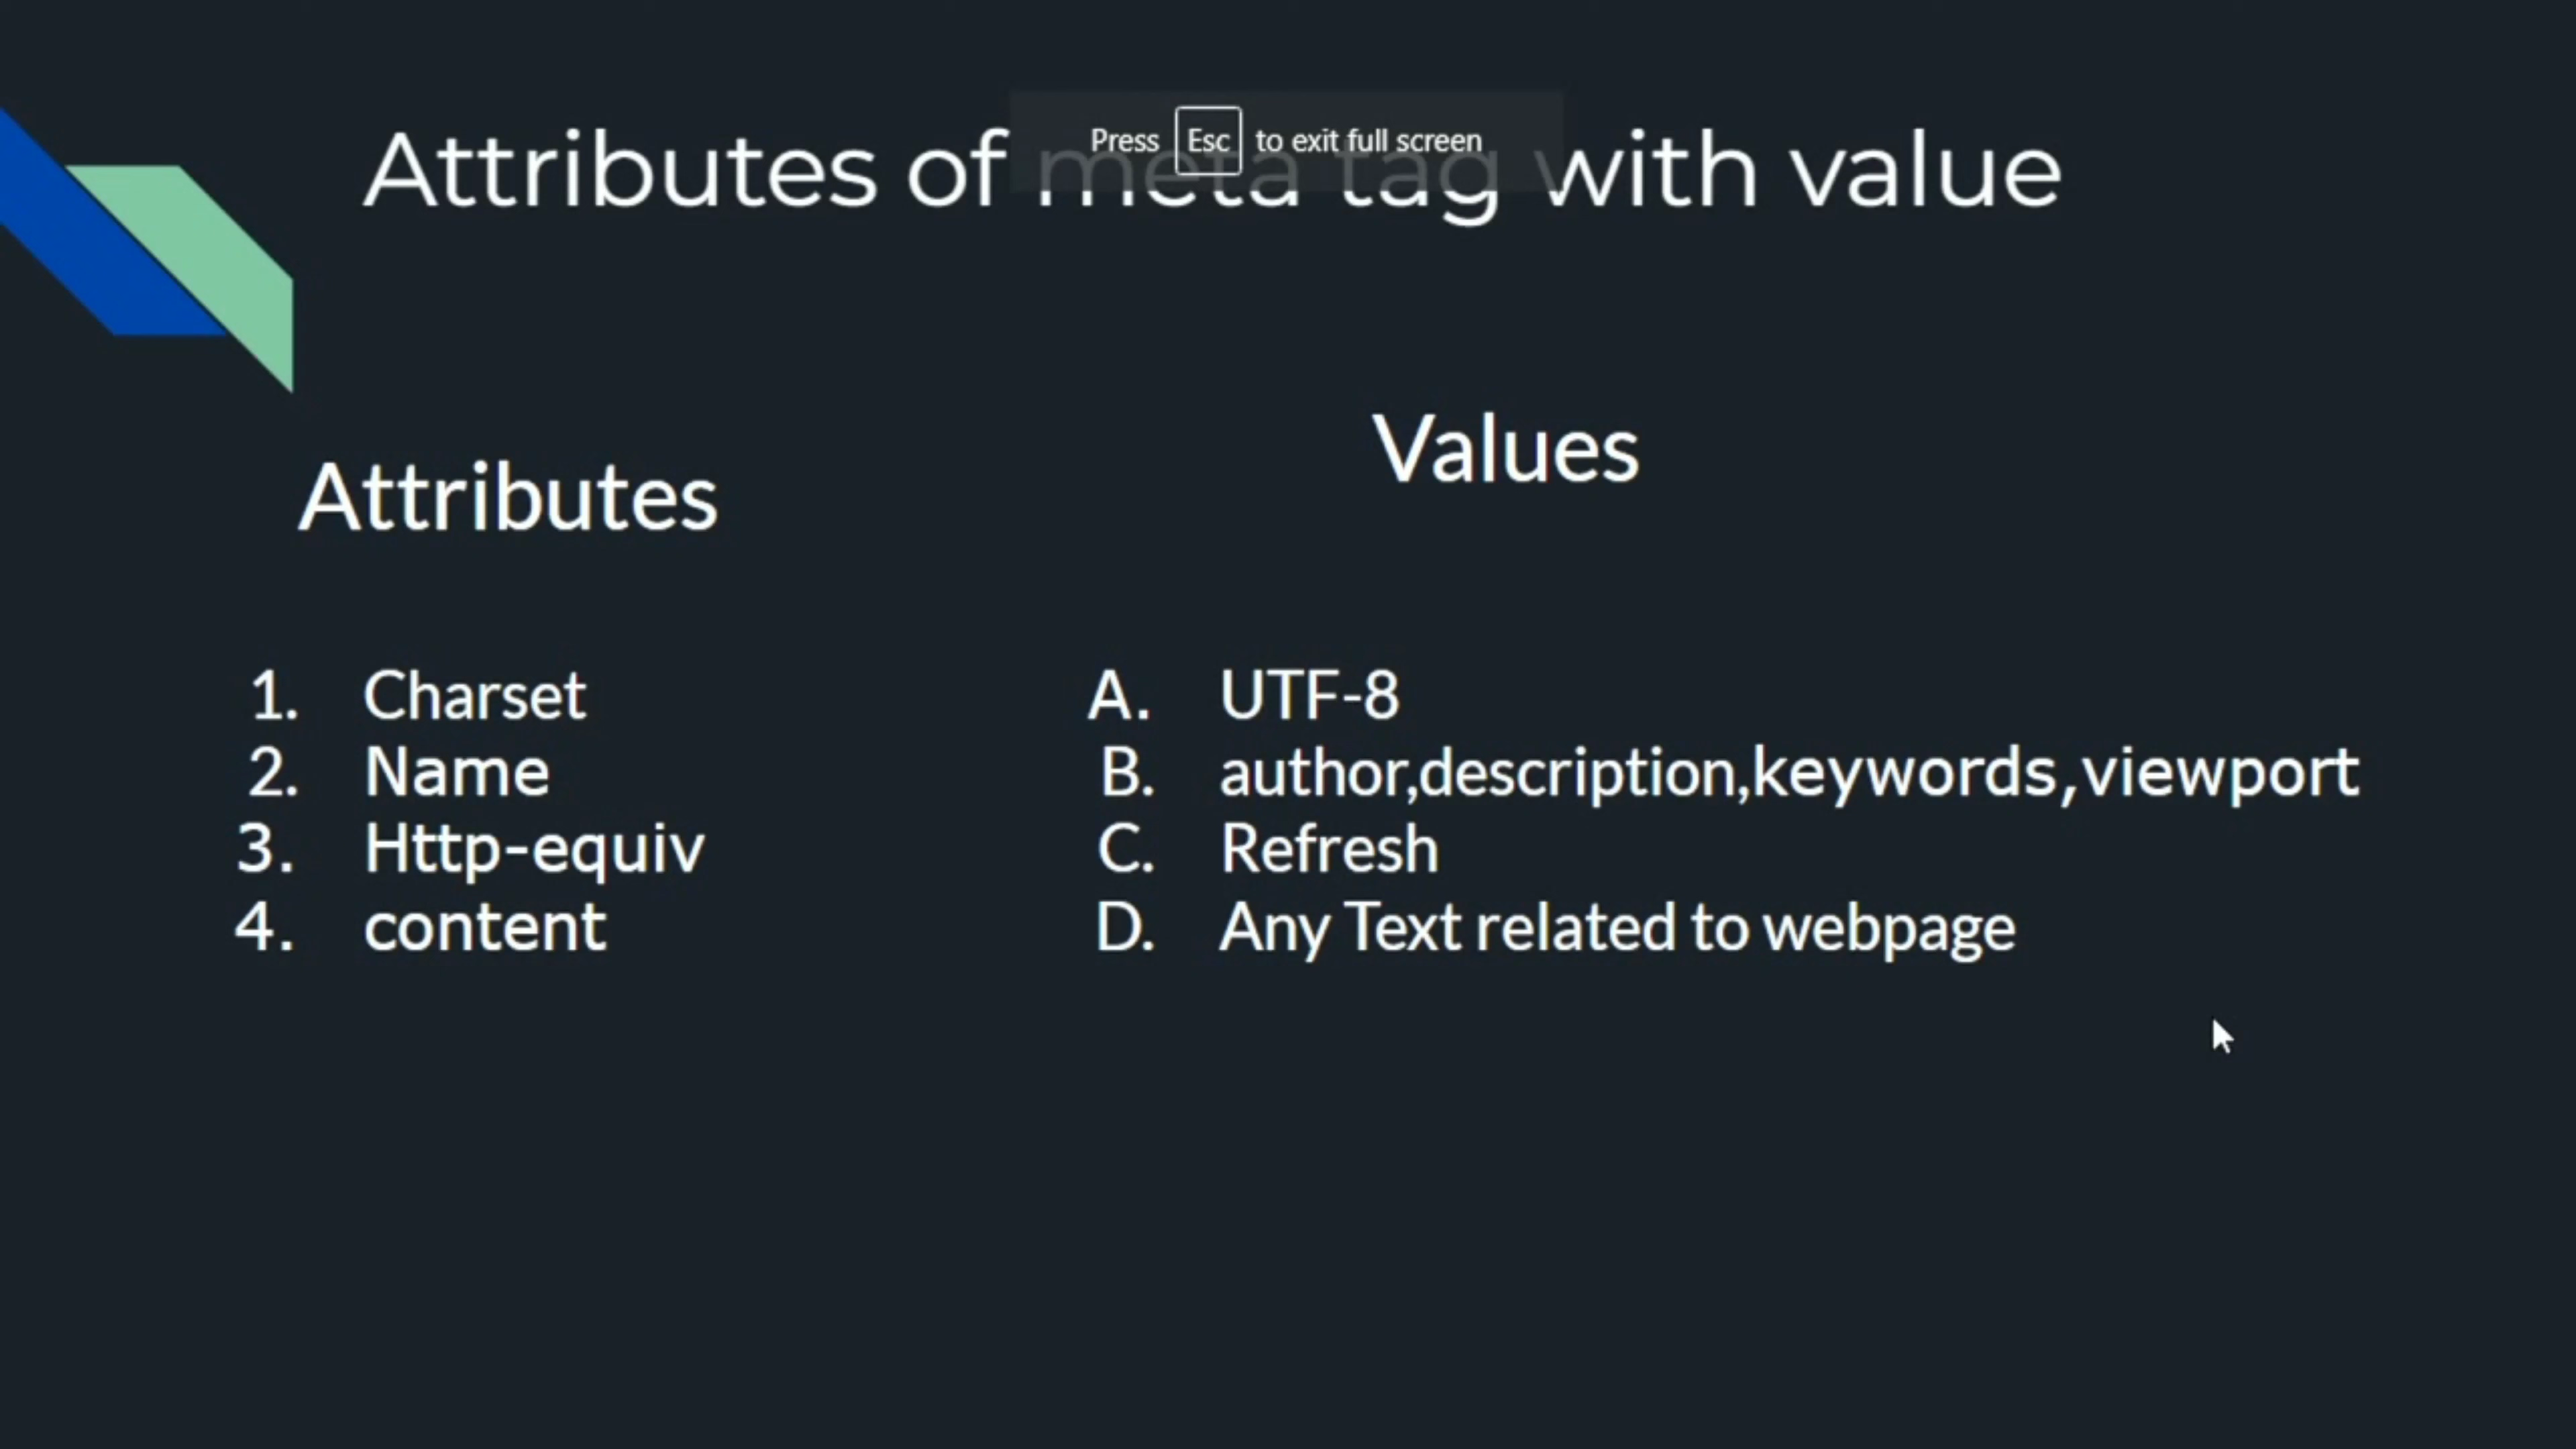 Attributes of meta tag with value
Press Esc to exit full screen
Attributes
1. Charset
2. Name
3. Http-equiv
4. content
Values
A. UTF-8
B. author,description,keywords,viewport
C. Refresh
D. Any Text related to webpage